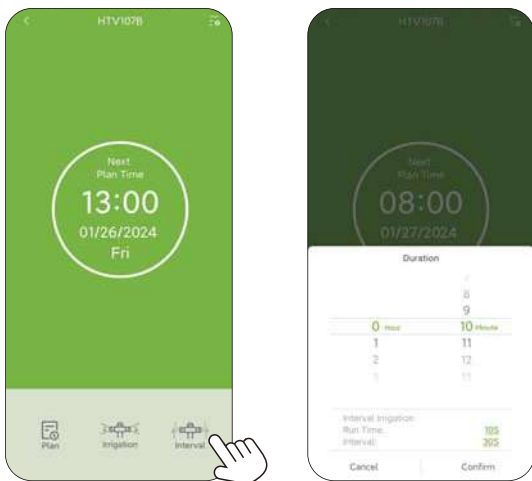 HTV107B
Next
Plan Time
13:00
01/26/2024
Fri
Plan
Irrigation
Interval
HTV107B
Next
Plan Time
08:00
01/27/2024
Duration
8
9
0 Hour 10 Minute
1 11
2 12
Interval Irrigation
Run Time: 10S
Interval: 30S
Cancel Confirm